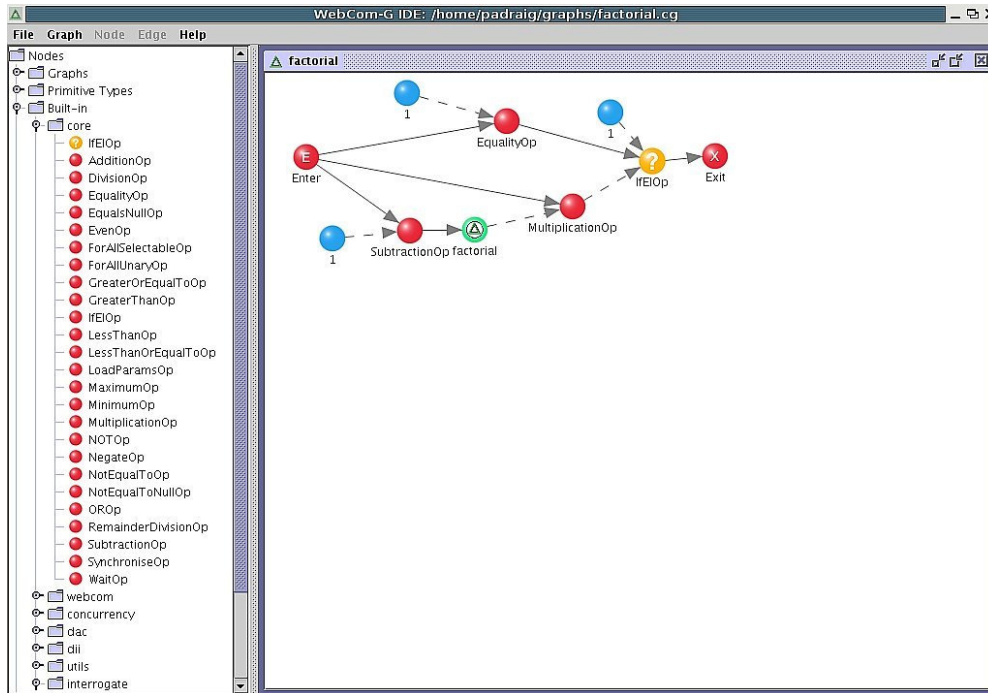 WebCom-G IDE: /home/padraig/graphs/factorial.cg
File Graph Node Edge Help
Nodes
Graphs
Primitive Types
Built-in
core
IfElOp
AdditionOp
DivisionOp
EqualityOp
EqualsNullOp
EvenOp
ForAllSelectableOp
ForAllUnaryOp
GreaterOrEqualToOp
GreaterThanOp
IfElOp
LessThanOp
LessThanOrEqualToOp
LoadParamsOp
MaximumOp
MinimumOp
MultiplicationOp
NOTOp
NegateOp
NotEqualToOp
NotEqualToNullOp
OROp
RemainderDivisionOp
SubtractionOp
SynchroniseOp
WaitOp
webcom
concurrency
dac
dii
utils
interrogate
factorial
1
1
EqualityOp
E
Enter
?
IfElOp
X
Exit
MultiplicationOp
1
SubtractionOp factorial